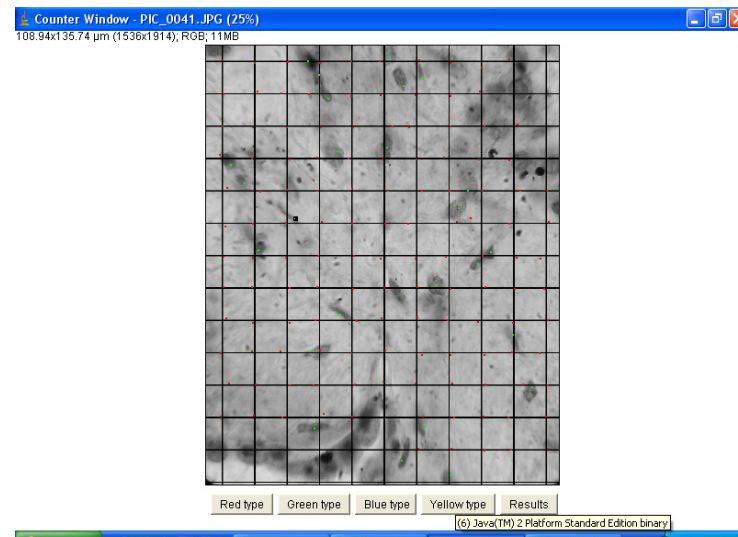 Counter Window - PIC_0041.JPG (25%)
108.94x135.74 µm (1536x1914); RGB; 11MB
Red type Green type Blue type Yellow type Results
(6) Java(TM) 2 Platform Standard Edition binary